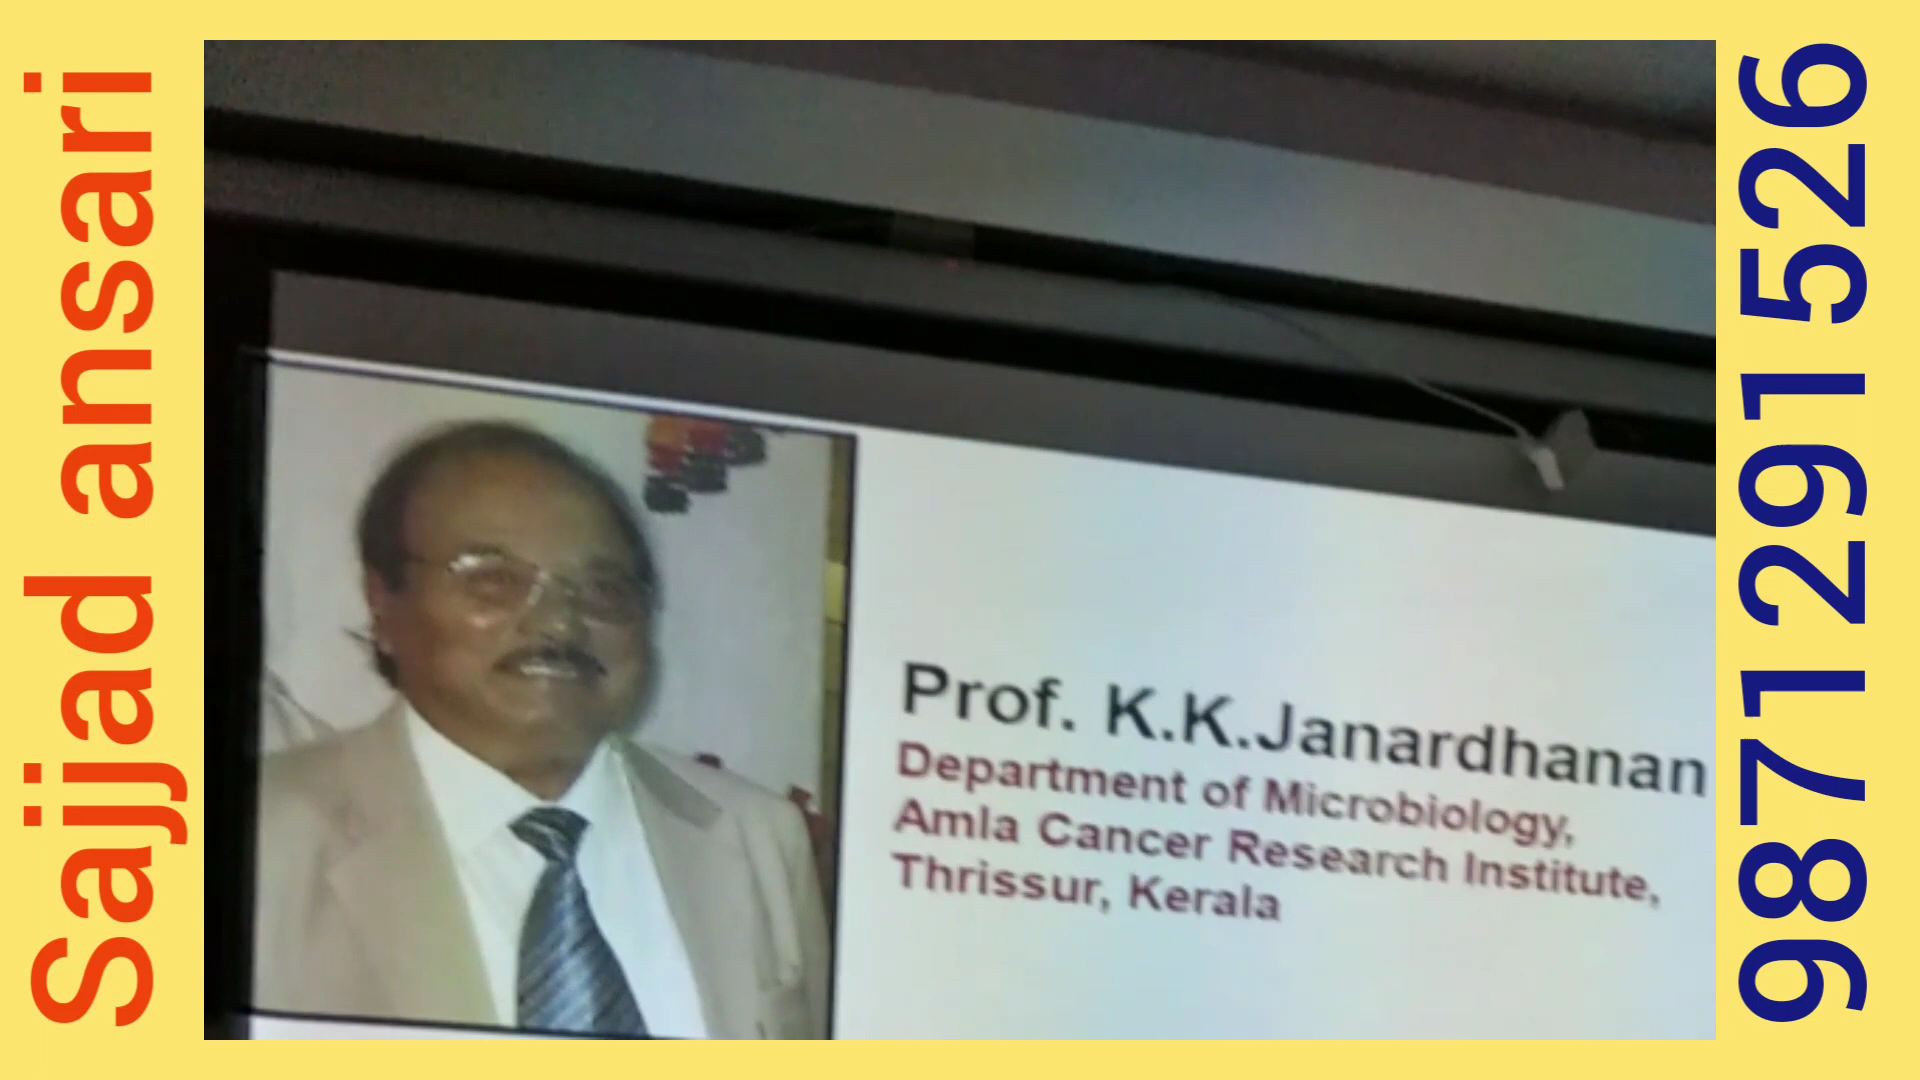 Sajjad ansari
Prof. K.K.Janardhanan
Department of Microbiology,
Amla Cancer Research Institute,
Thrissur, Kerala
9871291526